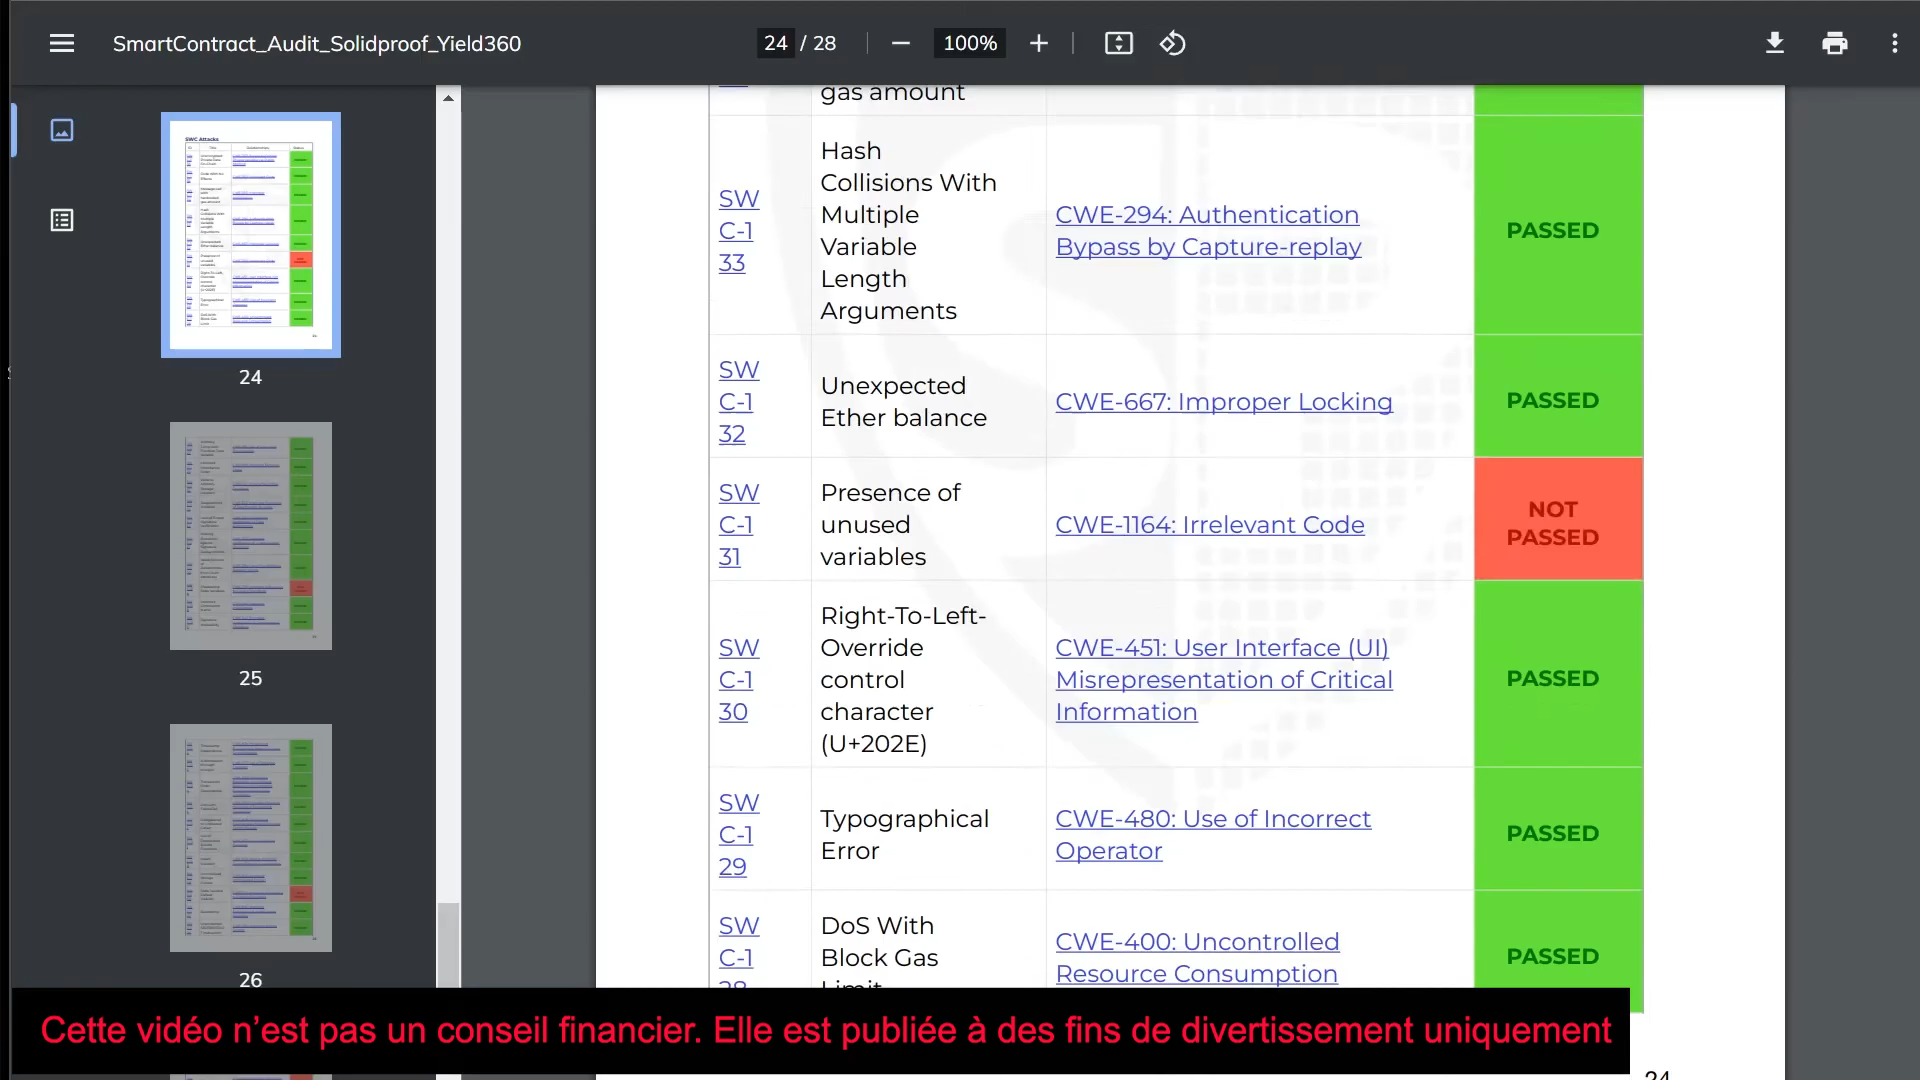 SmartContract_Audit_Solidproof_Yield360
24 / 28
100%
SWC Attacks
24
25
26
gas amount
SW
C-1
33
Hash
Collisions With
Multiple
Variable
Length
Arguments
CWE-294: Authentication
Bypass by Capture-replay
PASSED
SW
C-1
32
Unexpected
Ether balance
CWE-667: Improper Locking
PASSED
SW
C-1
31
Presence of
unused
variables
CWE-1164: Irrelevant Code
NOT
PASSED
SW
C-1
30
Right-To-Left-
Override
control
character
(U+202E)
CWE-451: User Interface (UI)
Misrepresentation of Critical
Information
PASSED
SW
C-1
29
Typographical
Error
CWE-480: Use of Incorrect
Operator
PASSED
SW
C-1
28
DoS With
Block Gas
Limit
CWE-400: Uncontrolled
Resource Consumption
PASSED
Cette vidéo n’est pas un conseil financier. Elle est publiée à des fins de divertissement uniquement
24